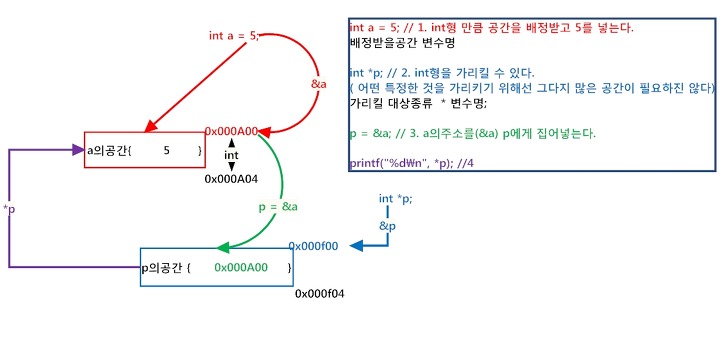 int a = 5;
&a
0x000A00
a의공간{ 5 }
int
0x000A04
*p
p = &a
int *p;
&p
0x000f00
p의공간 { 0x000A00 }
0x000f04
int a = 5; // 1. int형 만큼 공간을 배정받고 5를 넣는다.
배정받을공간 변수명
int *p; // 2. int형을 가리킬 수 있다.
( 어떤 특정한 것을 가리키기 위해선 그다지 많은 공간이 필요하진 않다)
가리킬 대상종류 * 변수명;
p = &a; // 3. a의주소를(&a) p에게 집어넣는다.
printf("%d₩n", *p); //4